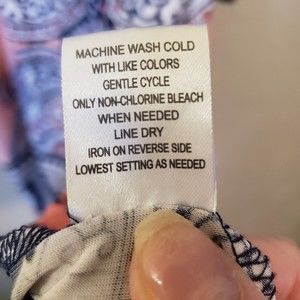 MACHINE WASH COLD
WITH LIKE COLORS
GENTLE CYCLE
ONLY NON-CHLORINE BLEACH
WHEN NEEDED
LINE DRY
IRON ON REVERSE SIDE
LOWEST SETTING AS NEEDED